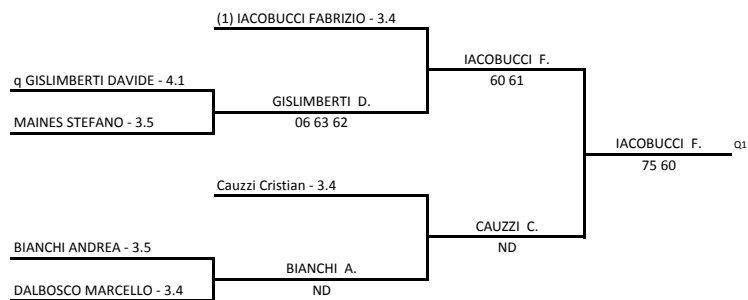 (1) IACOBUCCI FABRIZIO - 3.4
IACOBUCCI  F.
60 61
q GISLIMBERTI DAVIDE - 4.1
GISLIMBERTI  D.
06 63 62
MAINES STEFANO - 3.5
IACOBUCCI  F.
Q1
75 60
Cauzzi Cristian - 3.4
CAUZZI  C.
ND
BIANCHI ANDREA - 3.5
BIANCHI  A.
ND
DALBOSCO MARCELLO - 3.4